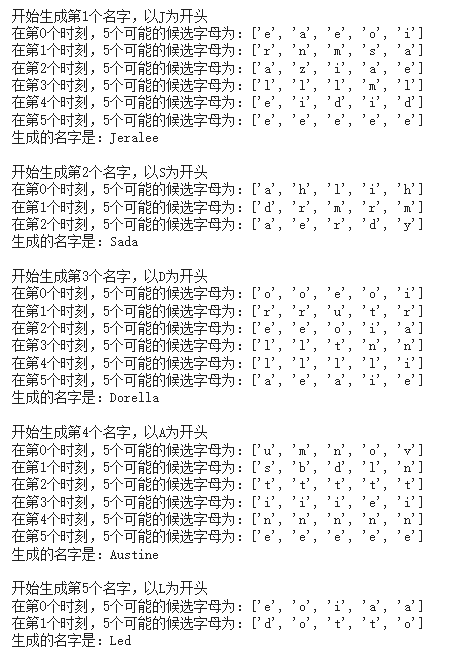 开始生成第1个名字，以J为开头
在第0个时刻，5个可能的候选字母为：['e', 'a', 'e', 'o', 'i']
在第1个时刻，5个可能的候选字母为：['r', 'n', 'm', 's', 'a']
在第2个时刻，5个可能的候选字母为：['a', 'z', 'i', 'a', 'e']
在第3个时刻，5个可能的候选字母为：['l', 'l', 'l', 'm', 'l']
在第4个时刻，5个可能的候选字母为：['e', 'i', 'd', 'i', 'd']
在第5个时刻，5个可能的候选字母为：['e', 'e', 'e', 'e', 'e']
生成的名字是：Jeralee
开始生成第2个名字，以S为开头
在第0个时刻，5个可能的候选字母为：['a', 'h', 'l', 'i', 'h']
在第1个时刻，5个可能的候选字母为：['d', 'r', 'm', 'r', 'm']
在第2个时刻，5个可能的候选字母为：['a', 'e', 'r', 'd', 'y']
生成的名字是：Sada
开始生成第3个名字，以D为开头
在第0个时刻，5个可能的候选字母为：['o', 'o', 'e', 'o', 'i']
在第1个时刻，5个可能的候选字母为：['r', 'r', 'u', 't', 'r']
在第2个时刻，5个可能的候选字母为：['e', 'e', 'o', 'i', 'a']
在第3个时刻，5个可能的候选字母为：['l', 'l', 't', 'n', 'n']
在第4个时刻，5个可能的候选字母为：['l', 'l', 'l', 'l', 'i']
在第5个时刻，5个可能的候选字母为：['a', 'e', 'a', 'i', 'e']
生成的名字是：Dorella
开始生成第4个名字，以A为开头
在第0个时刻，5个可能的候选字母为：['u', 'm', 'n', 'o', 'v']
在第1个时刻，5个可能的候选字母为：['s', 'b', 'd', 'l', 'n']
在第2个时刻，5个可能的候选字母为：['t', 't', 't', 't', 't']
在第3个时刻，5个可能的候选字母为：['i', 'i', 'i', 'e', 'i']
在第4个时刻，5个可能的候选字母为：['n', 'n', 'n', 'n', 'n']
在第5个时刻，5个可能的候选字母为：['e', 'e', 'e', 'e', 'e']
生成的名字是：Austine
开始生成第5个名字，以L为开头
在第0个时刻，5个可能的候选字母为：['e', 'o', 'i', 'a', 'a']
在第1个时刻，5个可能的候选字母为：['d', 'o', 't', 't', 'o']
生成的名字是：Led